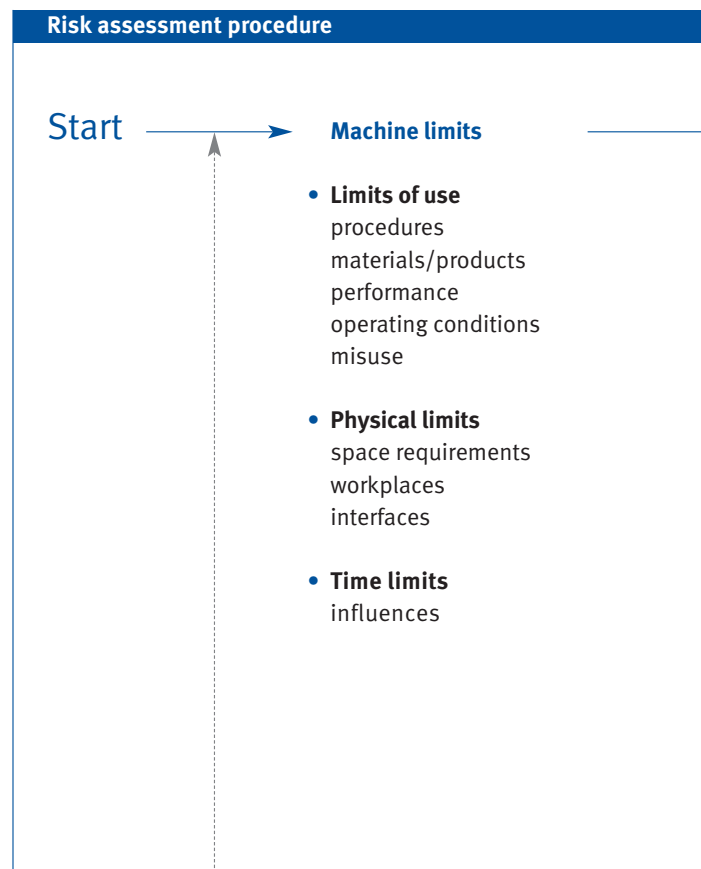 Risk assessment procedure
Start
Machine limits
• Limits of use
procedures
materials/products
performance
operating conditions
misuse
• Physical limits
space requirements
workplaces
interfaces
• Time limits
influences